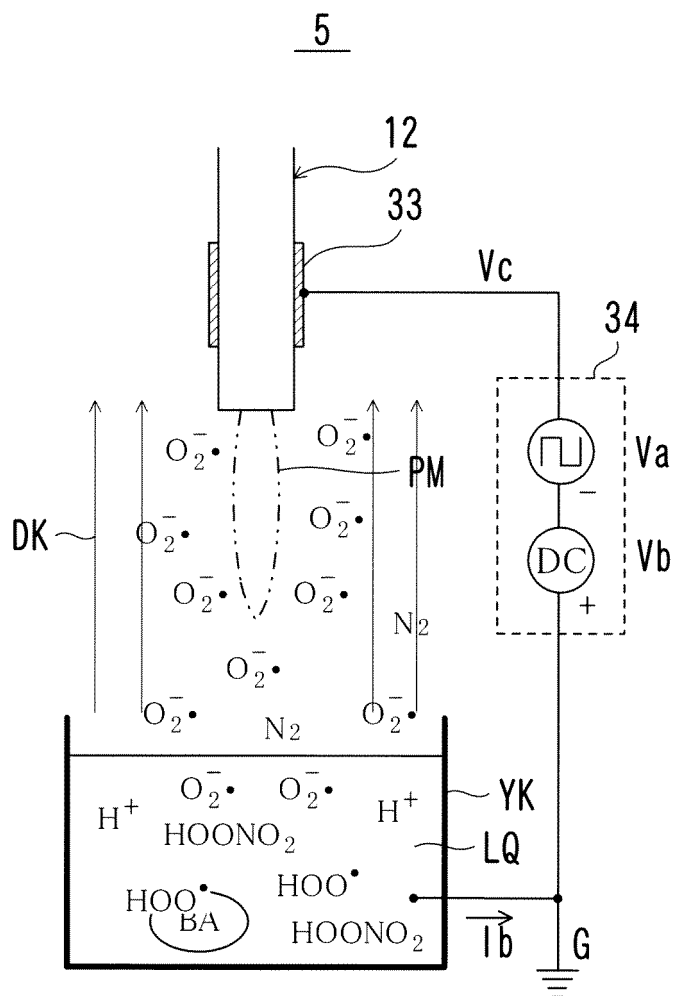 5
12
33
Vc
34
O₂⁻• O₂⁻•
PM
Va
−
DK
O₂⁻• O₂⁻•
DC
Vb
O₂⁻• O₂⁻•
+
N₂
O₂⁻•
O₂⁻• N₂ O₂⁻•
O₂⁻• O₂⁻•
YK
H⁺ H⁺
HOONO₂
LQ
HOO• HOO•
BA
HOONO₂
Ib
G